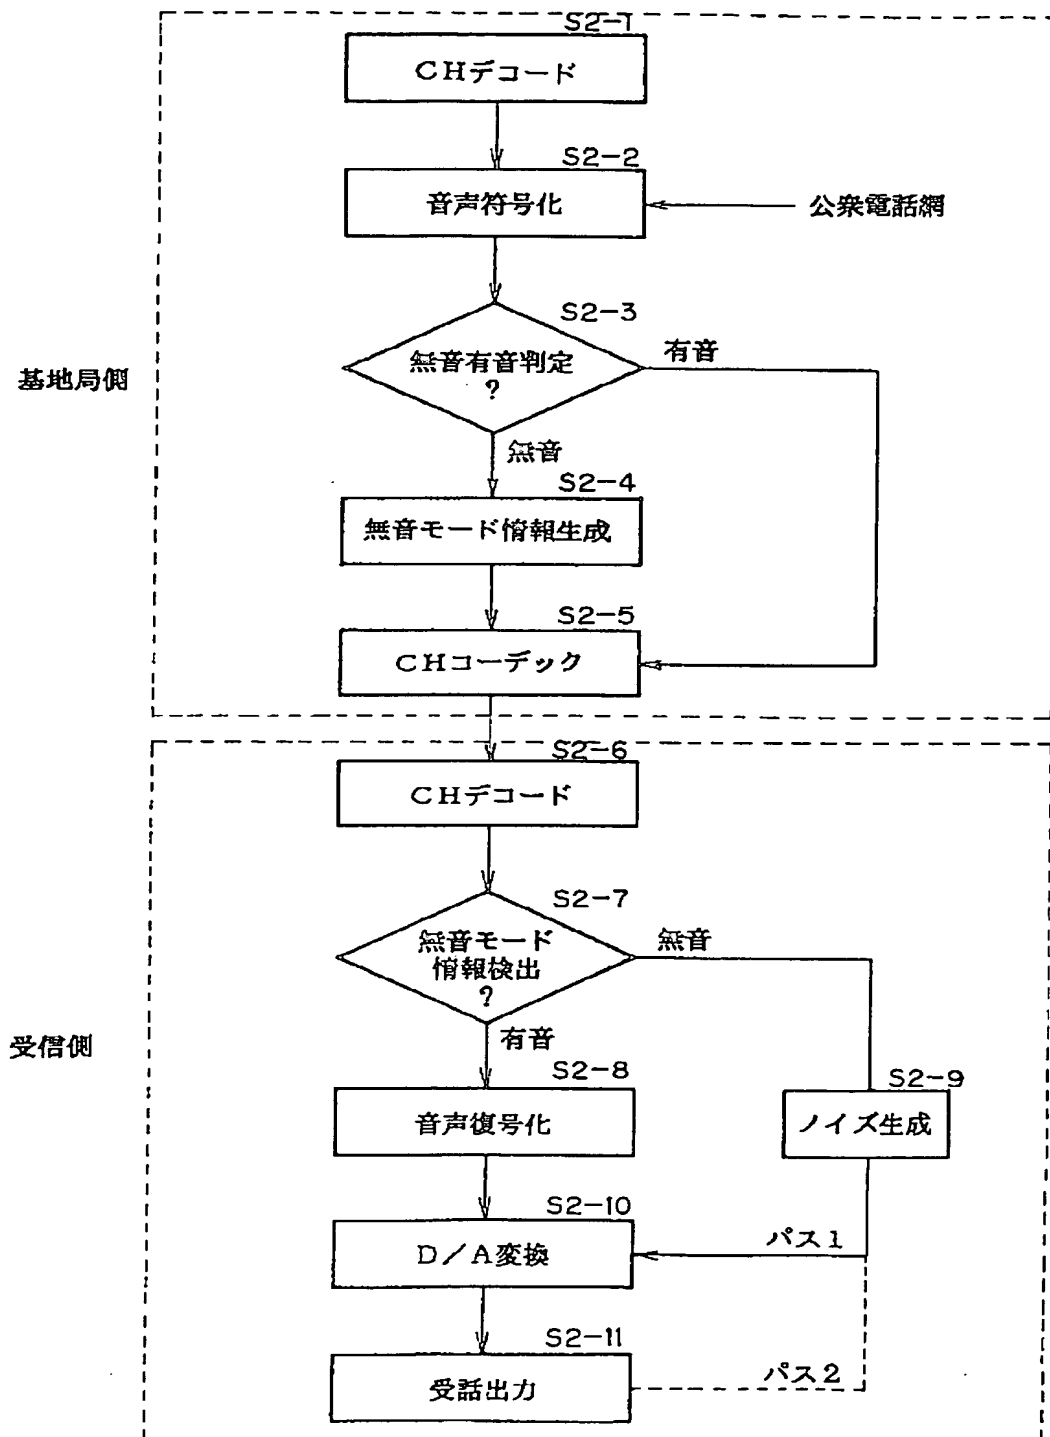 S2-1
CHデコード
S2-2
音声符号化
公衆電話網
S2-3
無音有音判定
?
有音
基地局側
無音
S2-4
無音モード情報生成
S2-5
CHコーデック
S2-6
CHデコード
S2-7
無音モード
情報検出
?
無音
有音
受信側
S2-8
音声復号化
S2-9
ノイズ生成
S2-10
D/A変換
パス1
S2-11
受話出力
パス2